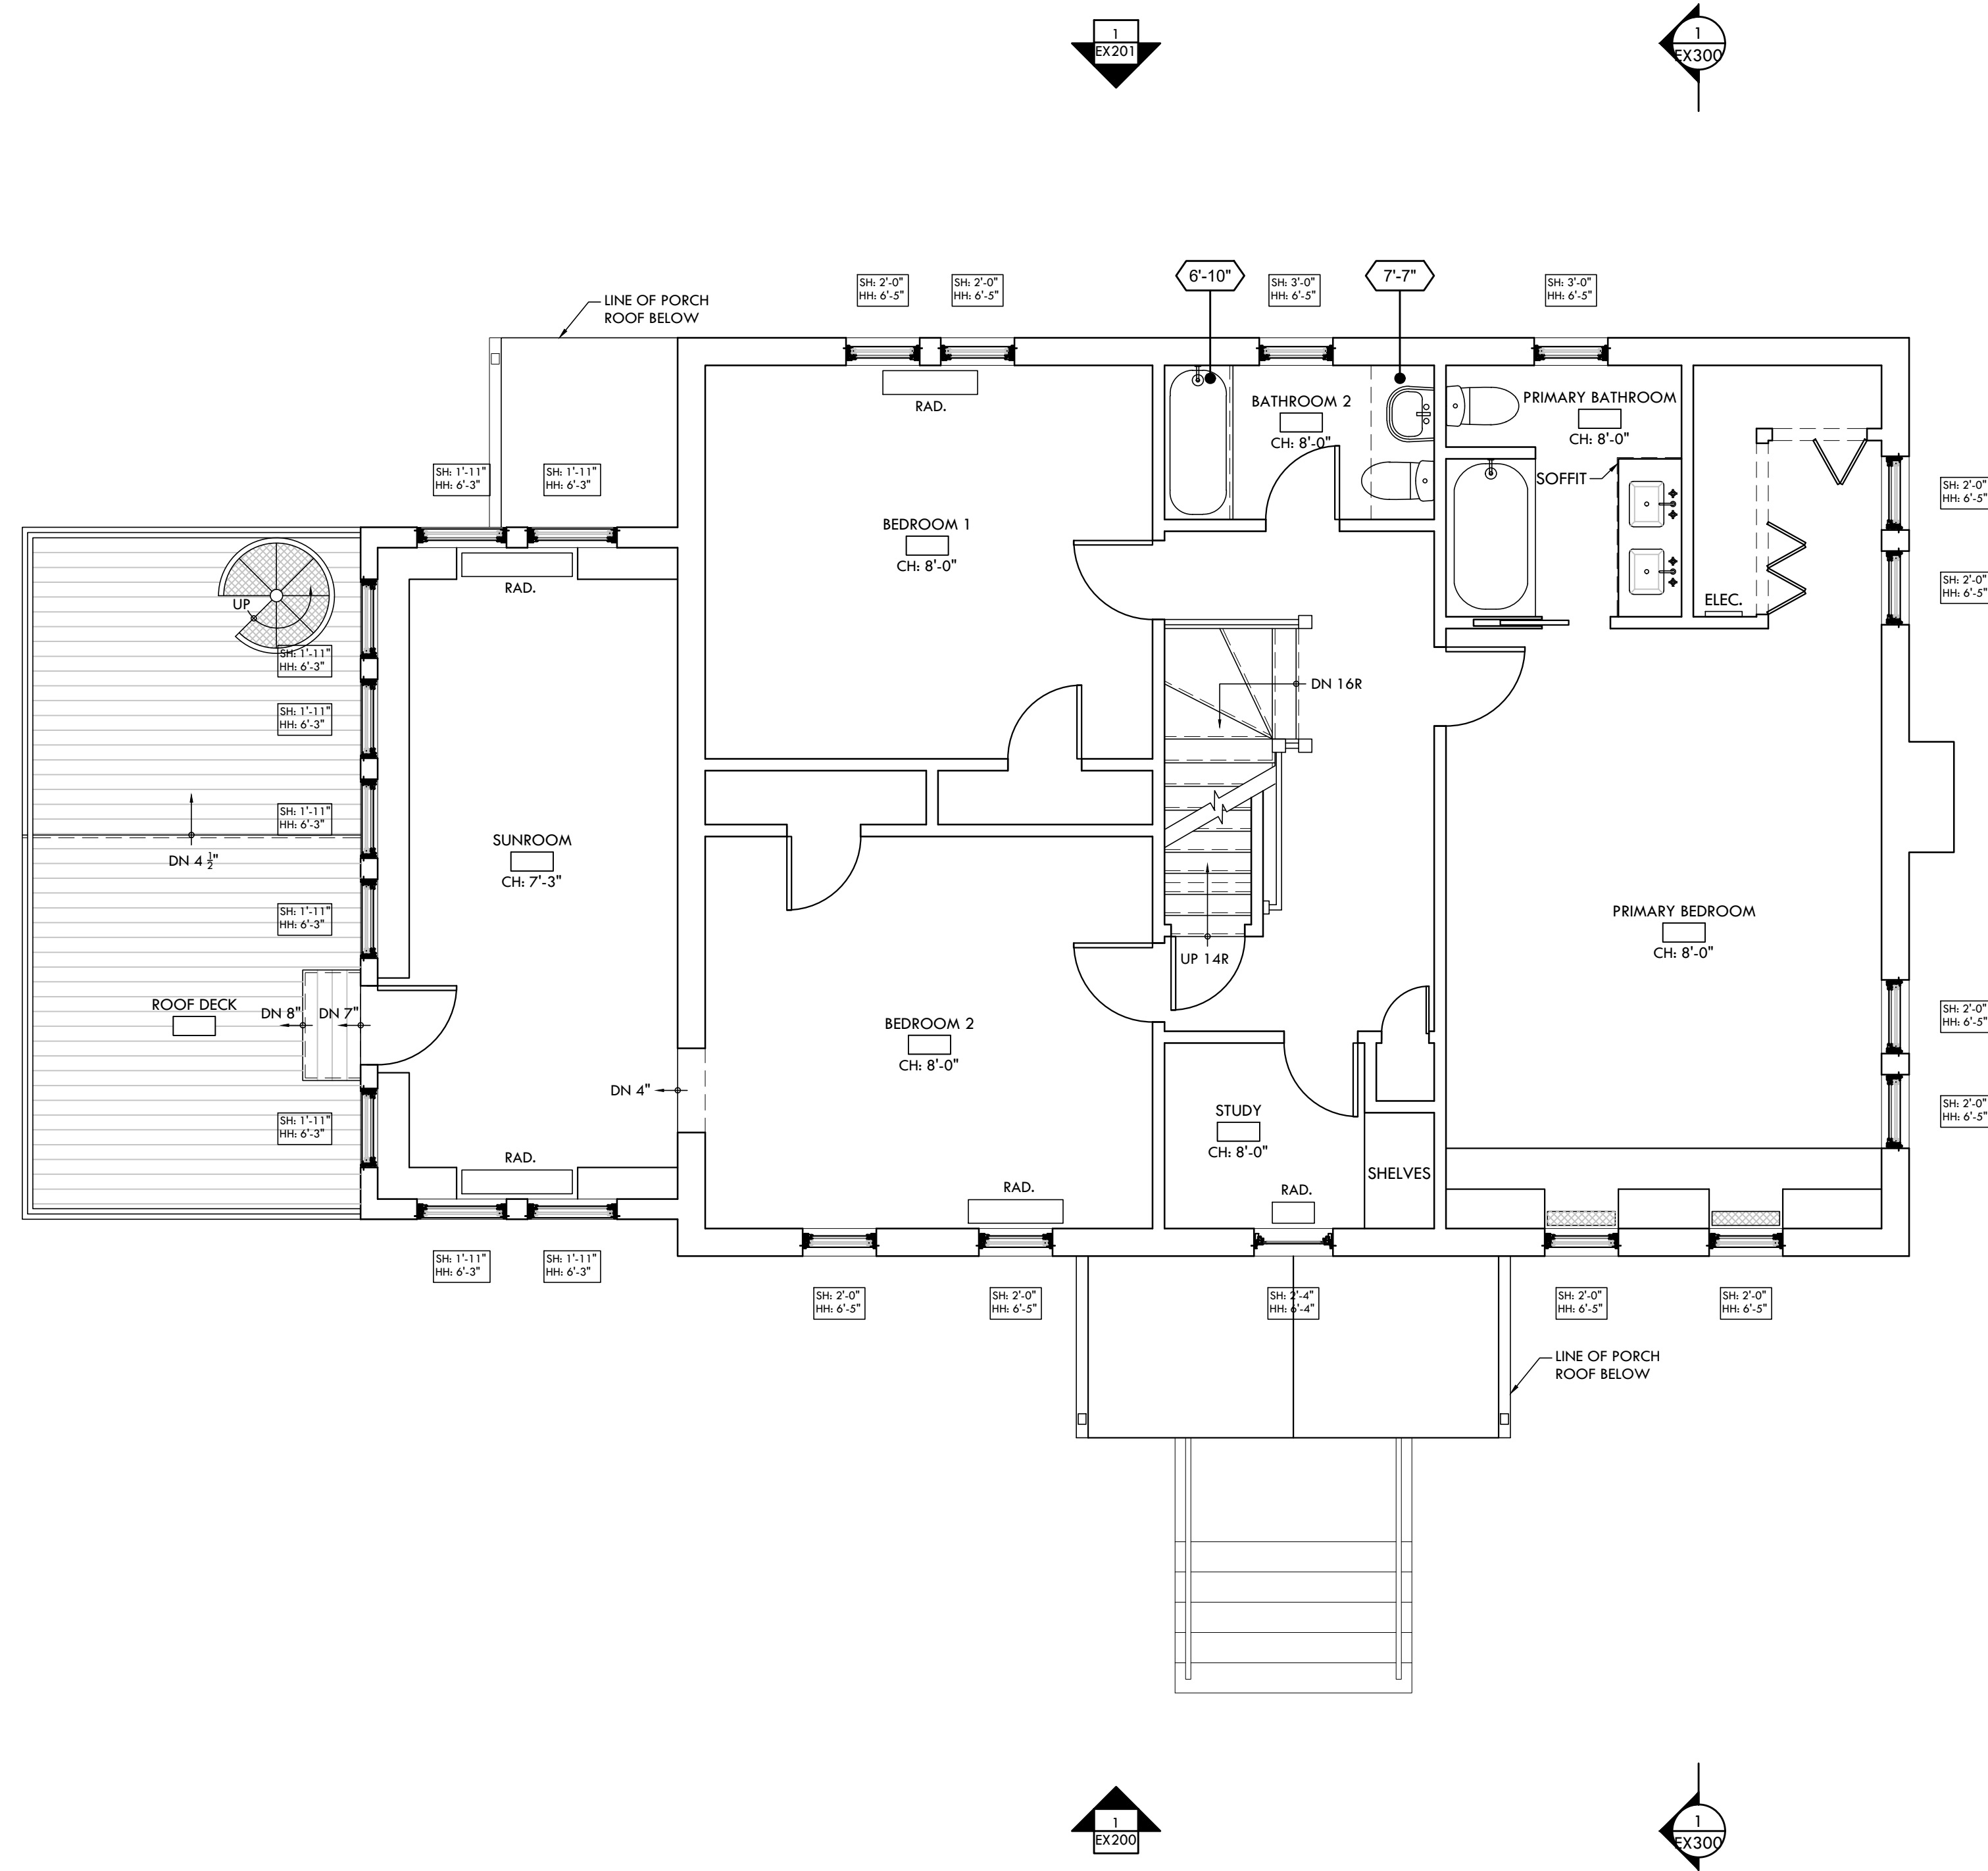 1
EX201
1
EX300
6'-10"
7'-7"
SH: 2'-0"
HH: 6'-5"
SH: 2'-0"
HH: 6'-5"
SH: 3'-0"
HH: 6'-5"
SH: 3'-0"
HH: 6'-5"
LINE OF PORCH
ROOF BELOW
RAD.
BATHROOM 2
CH: 8'-0"
PRIMARY BATHROOM
CH: 8'-0"
SH: 1'-11"
HH: 6'-3"
SH: 1'-11"
HH: 6'-3"
SOFFIT
SH: 2'-0"
HH: 6'-5"
BEDROOM 1
CH: 8'-0"
RAD.
UP
ELEC.
SH: 2'-0"
HH: 6'-5"
SH: 1'-11"
HH: 6'-3"
DN 16R
SH: 1'-11"
HH: 6'-3"
SH: 1'-11"
HH: 6'-3"
DN 4 ½"
SUNROOM
CH: 7'-3"
SH: 1'-11"
HH: 6'-3"
PRIMARY BEDROOM
CH: 8'-0"
UP 14R
ROOF DECK
DN 8"
DN 7"
BEDROOM 2
CH: 8'-0"
SH: 2'-0"
HH: 6'-5"
DN 4"
SH: 1'-11"
HH: 6'-3"
STUDY
CH: 8'-0"
SH: 2'-0"
HH: 6'-5"
RAD.
RAD.
RAD.
SHELVES
SH: 1'-11"
HH: 6'-3"
SH: 1'-11"
HH: 6'-3"
SH: 2'-0"
HH: 6'-5"
SH: 2'-0"
HH: 6'-5"
SH: 2'-4"
HH: 6'-4"
SH: 2'-0"
HH: 6'-5"
SH: 2'-0"
HH: 6'-5"
LINE OF PORCH
ROOF BELOW
1
EX200
1
EX300